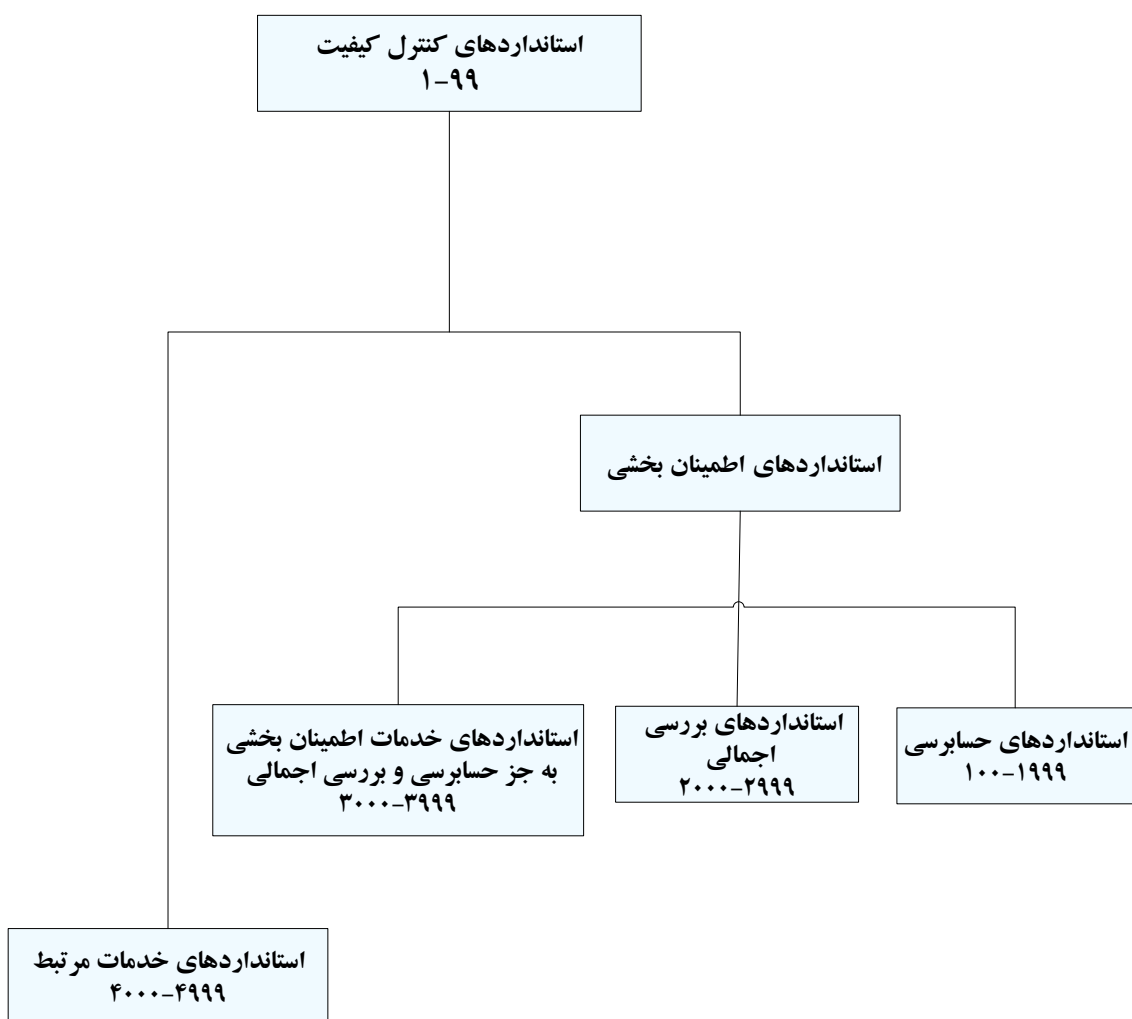 استانداردهای کنترل کیفیت
۱-۹۹
استانداردهای اطمینان بخشی
استانداردهای حسابرسی
۱۰۰-۱۹۹۹
استانداردهای بررسی
اجمالی
۲۰۰۰-۲۹۹۹
استانداردهای خدمات اطمینان بخشی
به جز حسابرسی و بررسی اجمالی
۳۰۰۰-۳۹۹۹
استانداردهای خدمات مرتبط
۴۰۰۰-۴۹۹۹